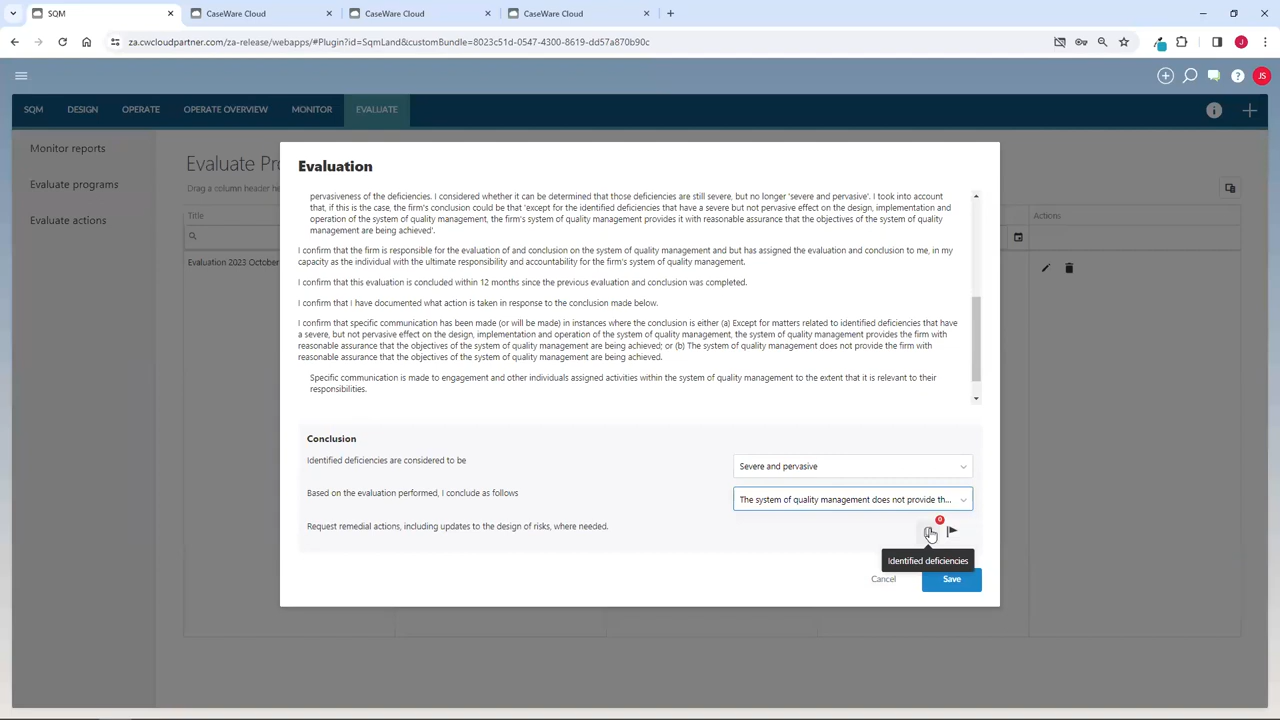 SQM
CaseWare Cloud
CaseWare Cloud
CaseWare Cloud
za.cwcloudpartner.com/za-release/webapps/#Plugin?id=SqmLand&customBundle=8023c51d-0547-4300-8619-dd57a870b90c
J
JS
SQM DESIGN OPERATE OPERATE OVERVIEW MONITOR EVALUATE
Monitor reports
Evaluate programs
Evaluate actions
Evaluate Pr
Drag a column header he
Title
Actions
Evaluation 2023 October
Evaluation
pervasiveness of the deficiencies. I considered whether it can be determined that those deficiencies are still severe, but no longer 'severe and pervasive'. I took into account
that, if this is the case, the firm's conclusion could be that 'except for the identified deficiencies that have a severe but not pervasive effect on the design, implementation and
operation of the system of quality management, the firm's system of quality management provides it with reasonable assurance that the objectives of the system of quality
management are being achieved'.
I confirm that the firm is responsible for the evaluation of and conclusion on the system of quality management and but has assigned the evaluation and conclusion to me, in my
capacity as the individual with the ultimate responsibility and accountability for the firm's system of quality management.
I confirm that this evaluation is concluded within 12 months since the previous evaluation and conclusion was completed.
I confirm that I have documented what action is taken in response to the conclusion made below.
I confirm that specific communication has been made (or will be made) in instances where the conclusion is either (a) Except for matters related to identified deficiencies that have
a severe, but not pervasive effect on the design, implementation and operation of the system of quality management, the system of quality management provides the firm with
reasonable assurance that the objectives of the system of quality management are being achieved; or (b) The system of quality management does not provide the firm with
reasonable assurance that the objectives of the system of quality management are being achieved.
Specific communication is made to engagement and other individuals assigned activities within the system of quality management to the extent that it is relevant to their
responsibilities.
Conclusion
Identified deficiencies are considered to be
Severe and pervasive
Based on the evaluation performed, I conclude as follows
The system of quality management does not provide th...
Request remedial actions, including updates to the design of risks, where needed.
0
Identified deficiencies
Cancel
Save